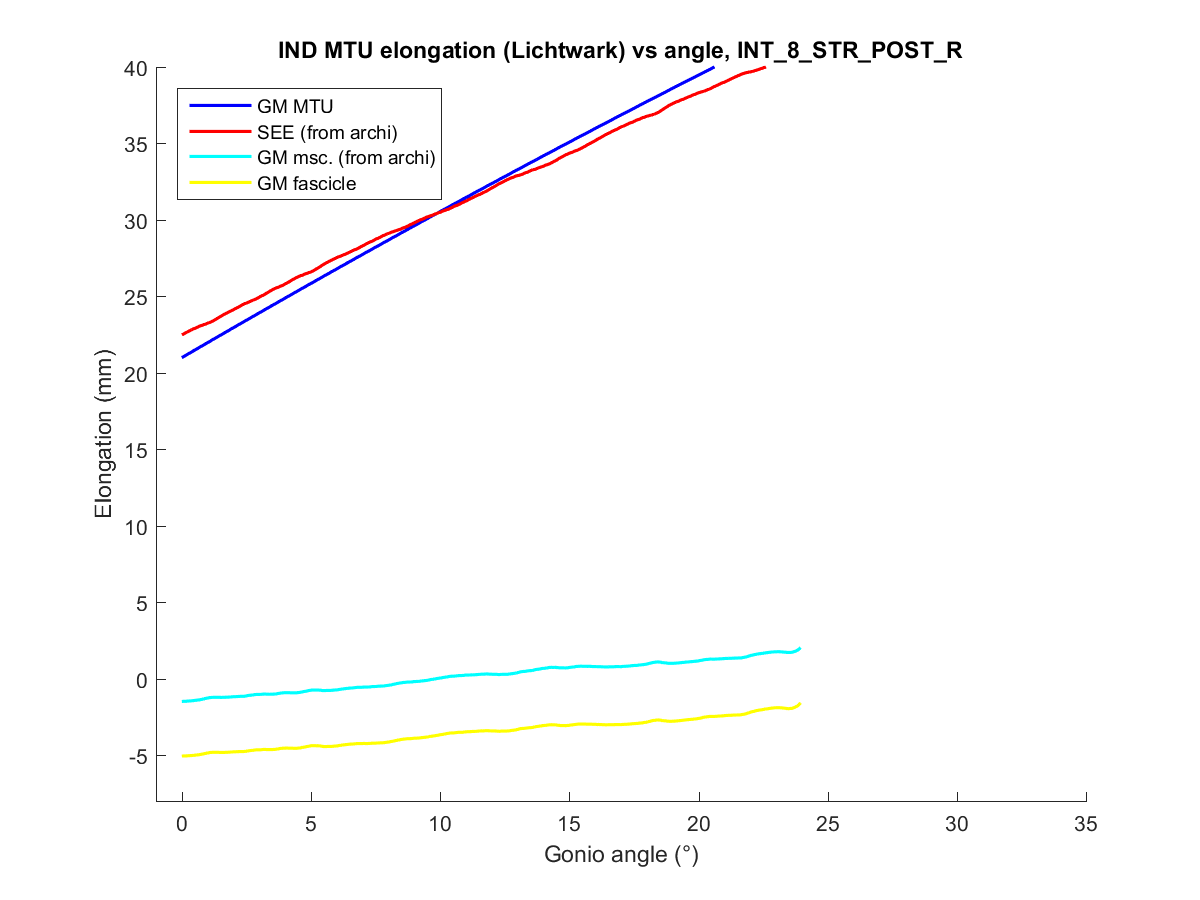 IND MTU elongation (Lichtwark) vs angle, INT_8_STR_POST_R
GM MTU
SEE (from archi)
GM msc. (from archi)
GM fascicle
40
35
30
25
20
15
10
5
0
-5
Elongation (mm)
0 5 10 15 20 25 30 35
Gonio angle (°)